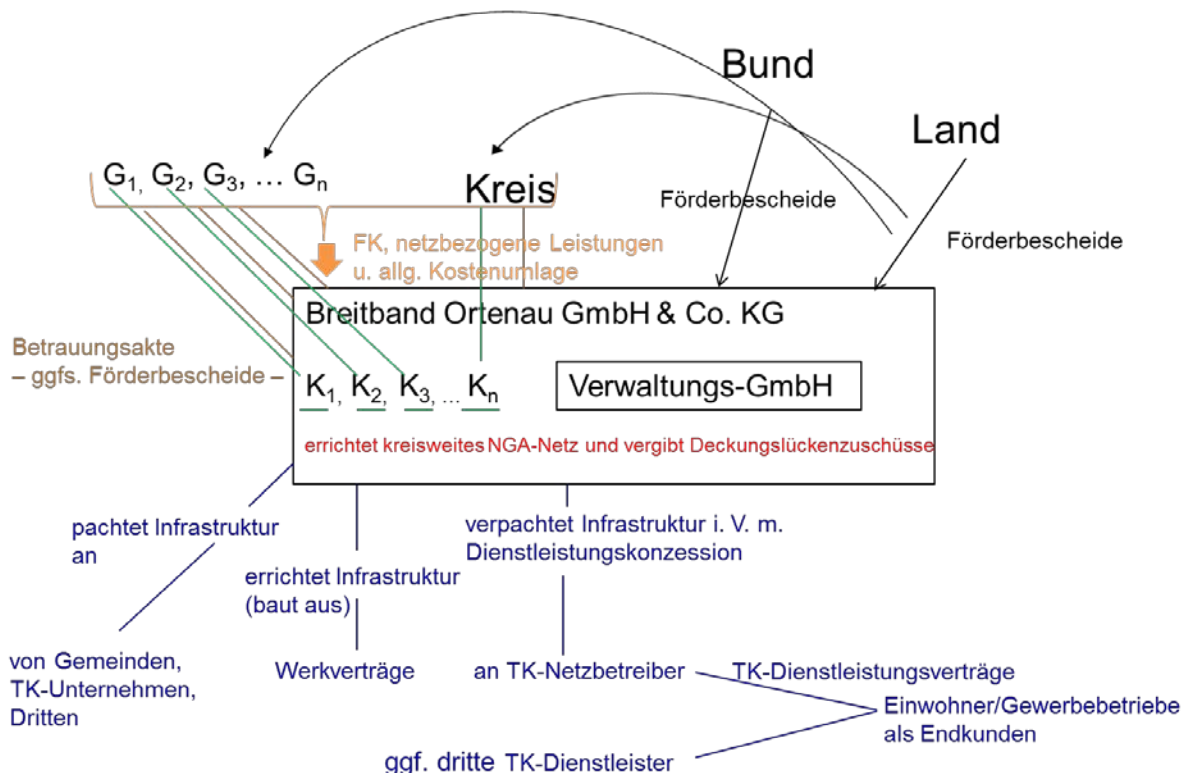 Bund
Land
G1, G2, G3, ... Gn
Kreis
Förderbescheide
Förderbescheide
FK, netzbezogene Leistungen
u. allg. Kostenumlage
Breitband Ortenau GmbH & Co. KG
Betrauungsakte
– ggfs. Förderbescheide –
K1, K2, K3, ... Kn
Verwaltungs-GmbH
errichtet kreisweites NGA-Netz und vergibt Deckungslückenzuschüsse
pachtet Infrastruktur
an
verpachtet Infrastruktur i. V. m.
Dienstleistungskonzession
errichtet Infrastruktur
(baut aus)
von Gemeinden,
TK-Unternehmen,
Dritten
Werkverträge
an TK-Netzbetreiber
TK-Dienstleistungsverträge
Einwohner/Gewerbebetriebe
als Endkunden
ggf. dritte TK-Dienstleister